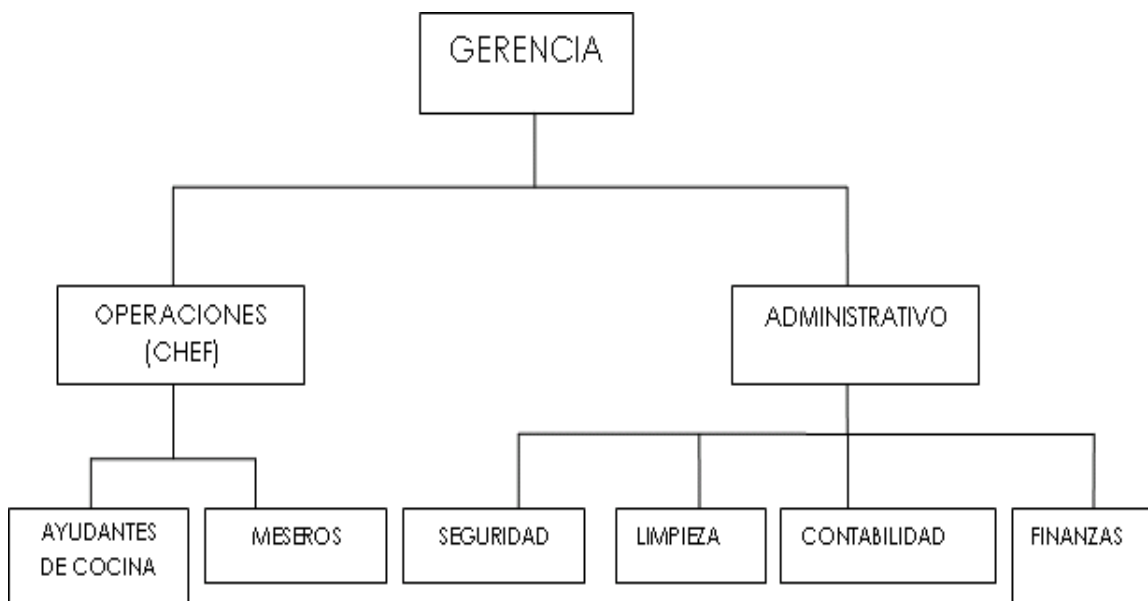 GERENCIA
OPERACIONES
(CHEF)
ADMINISTRATIVO
AYUDANTES
DE COCINA
MESEROS
SEGURIDAD
LIMPIEZA
CONTABILIDAD
FINANZAS